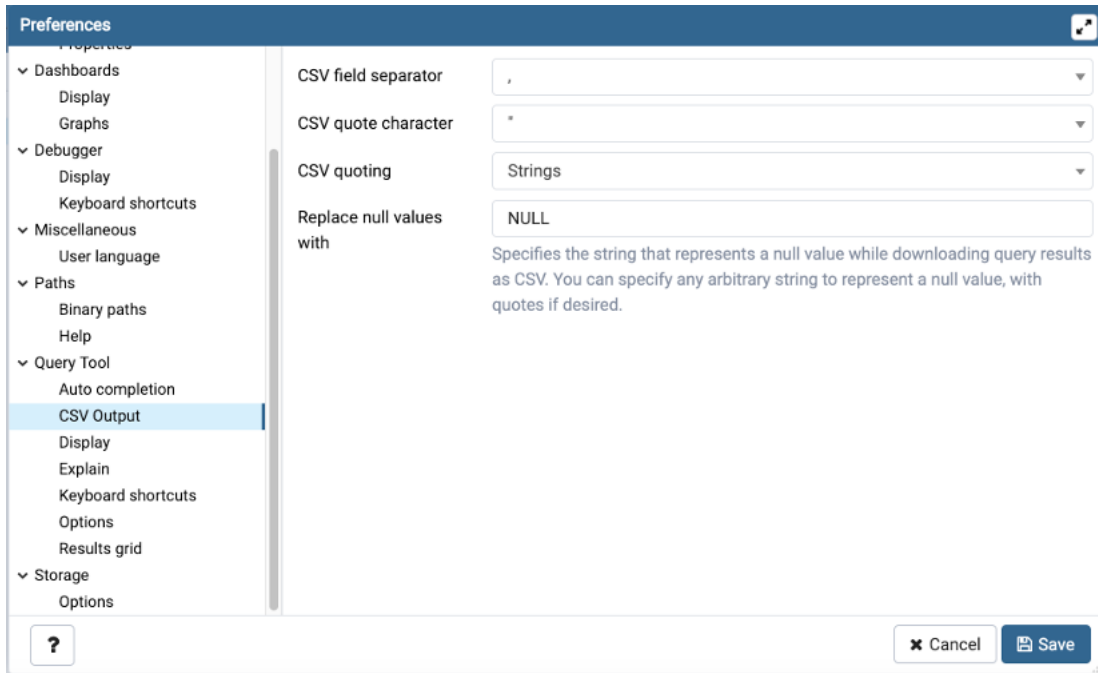 Preferences
Properties
Dashboards
Display
Graphs
Debugger
Display
Keyboard shortcuts
Miscellaneous
User language
Paths
Binary paths
Help
Query Tool
Auto completion
CSV Output
Display
Explain
Keyboard shortcuts
Options
Results grid
Storage
Options
CSV field separator
,
CSV quote character
"
CSV quoting
Strings
Replace null values
with
NULL
Specifies the string that represents a null value while downloading query results
as CSV. You can specify any arbitrary string to represent a null value, with
quotes if desired.
?
Cancel
Save